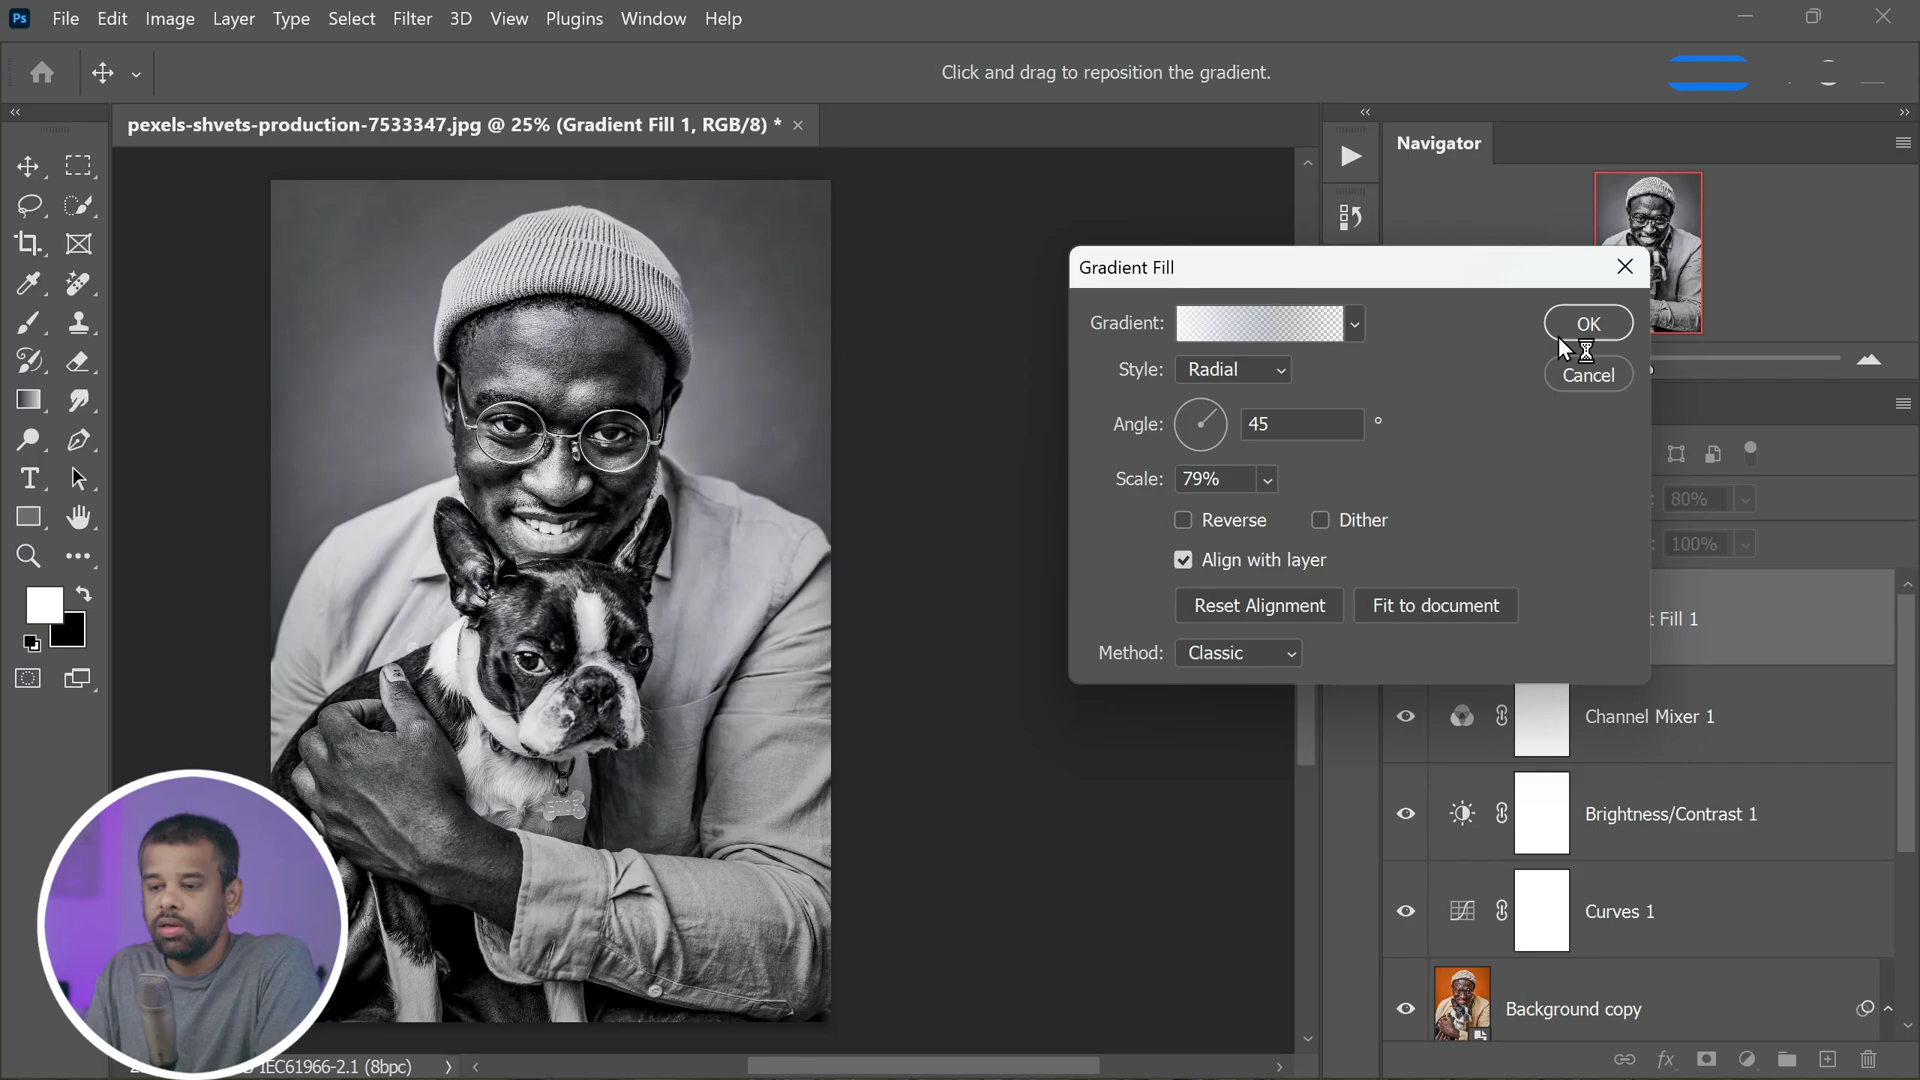 Ps File Edit Image Layer Type Select Filter 3D View Plugins Window Help
Click and drag to reposition the gradient.
pexels-shvets-production-7533347.jpg @ 25% (Gradient Fill 1, RGB/8) *
Navigator
Gradient Fill
Gradient:
OK
Style: Radial
Cancel
Angle: 45 °
Scale: 79%
80%
Reverse Dither
100%
Align with layer
Reset Alignment Fit to document
Fill 1
Method: Classic
Channel Mixer 1
Brightness/Contrast 1
Curves 1
Background copy
IEC61966-2.1 (8bpc)
fx